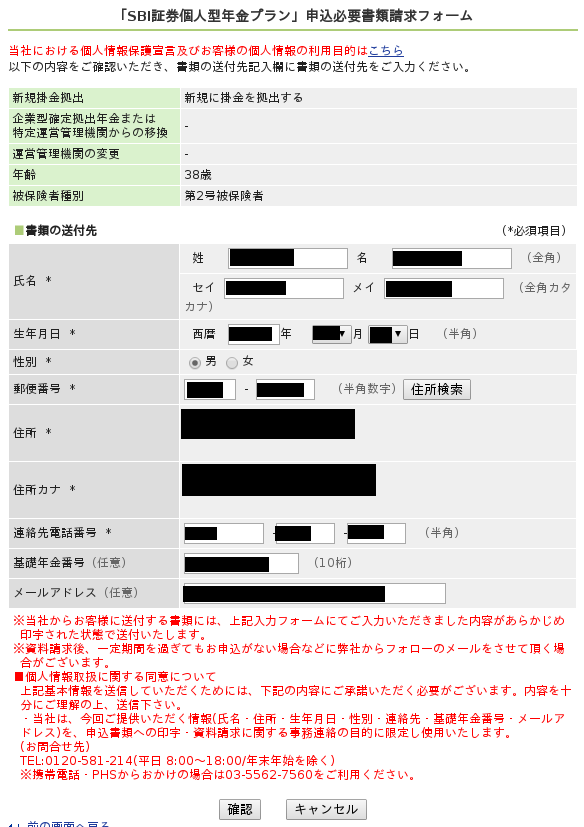 「SBI証券個人型年金プラン」申込必要書類請求フォーム
当社における個人情報保護宣言及びお客様の個人情報の利用目的はこちら
以下の内容をご確認いただき、書類の送付先記入欄に書類の送付先をご入力ください。
新規掛金拠出 新規に掛金を拠出する
企業型確定拠出年金または
特定運営管理機関からの移換 -
運営管理機関の変更 -
年齢 38歳
被保険者種別 第2号被保険者
■書類の送付先 (*必須項目)
氏名 * 姓 名 (全角)
セイ メイ (全角カタ
カナ)
生年月日 * 西暦 年 月 日 (半角)
性別 * 男 女
郵便番号 * - (半角数字) 住所検索
住所 *
住所カナ *
連絡先電話番号 * - - (半角)
基礎年金番号(任意) (10桁)
メールアドレス(任意)
※当社からお客様に送付する書類には、上記入力フォームにてご入力いただきました内容があらかじめ
印字された状態で送付いたします。
※資料請求後、一定期間を過ぎてもお申込がない場合などに弊社からフォローのメールをさせて頂く場
合がございます。
■個人情報取扱に関する同意について
上記基本情報を送信していただくためには、下記の内容にご承諾いただく必要がございます。内容を十
分にご理解の上、送信下さい。
・当社は、今回ご提供いただく情報(氏名・住所・生年月日・性別・連絡先・基礎年金番号・メールア
ドレス)を、申込書類への印字・資料請求に関する事務連絡の目的に限定し使用いたします。
(お問合せ先)
TEL:0120-581-214(平日 8:00～18:00/年末年始を除く)
※携帯電話・PHSからおかけの場合は03-5562-7560をご利用ください。
確認 キャンセル
前の画面へ戻る